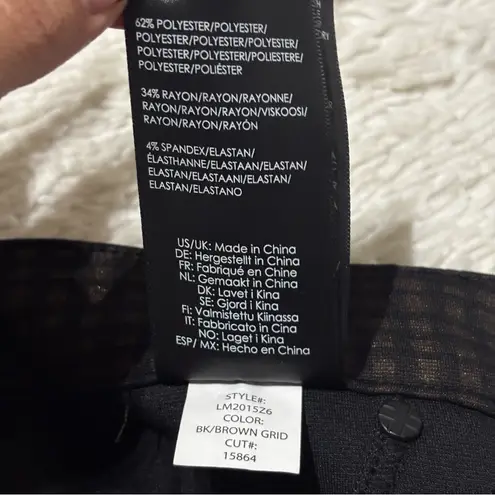 62% POLYESTER/POLYESTER/
POLYESTER/POLYESTER/POLYESTER/
POLYESTER/POLYESTERI/POLIESTERE/
POLYESTER/POLIÉSTER
34% RAYON/RAYON/RAYONNE/
RAYON/RAYON/RAYON/VISKOOSI/
RAYON/RAYON/RAYÓN
4% SPANDEX/ELASTAN/
ÉLASTHANNE/ELASTAAN/ELASTAN/
ELASTAN/ELASTAANI/ELASTAN/
ELASTAN/ELASTANO
US/UK: Made in China
DE: Hergestellt in China
FR: Fabriqué en Chine
NL: Gemaakt in China
DK: Lavet i Kina
SE: Gjord i Kina
FI: Valmistettu Kiinassa
IT: Fabbricato in Cina
NO: Laget i Kina
ESP/ MX: Hecho en China
STYLE#:
LM2015Z6
COLOR:
BK/BROWN GRID
CUT#:
15864